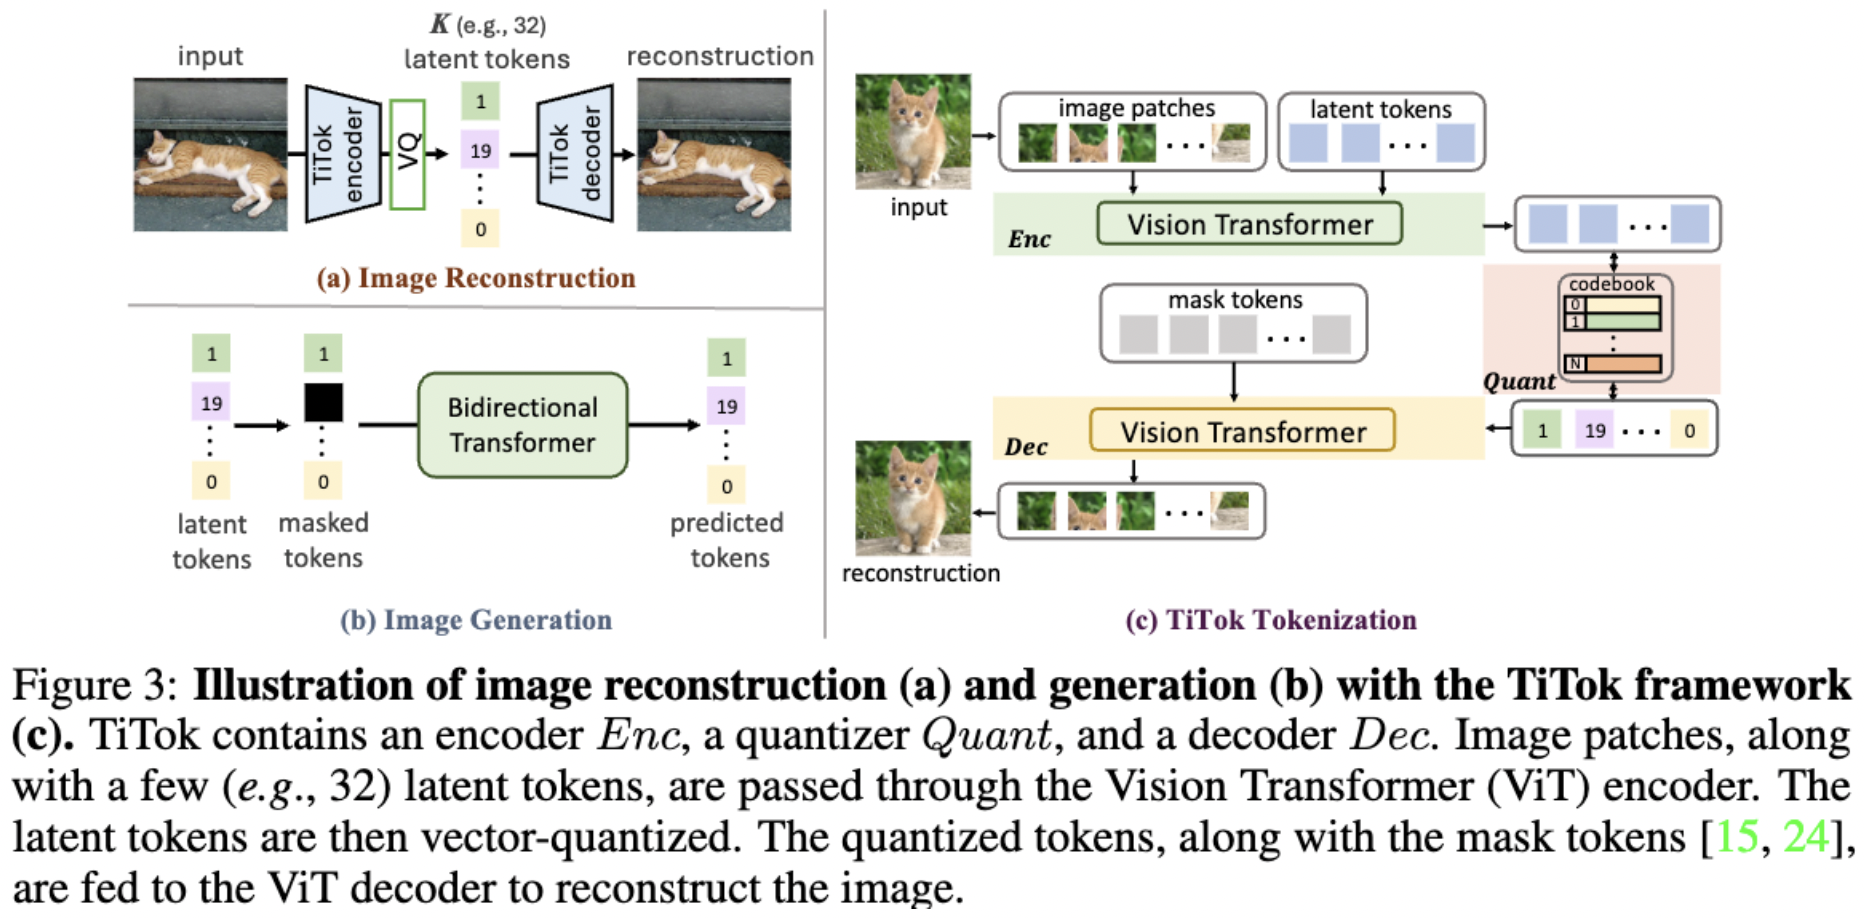 K (e.g., 32)
input
latent tokens
reconstruction
TiTok
encoder
VQ
1
19
0
TiTok
decoder
(a) Image Reconstruction
1
19
0
latent
tokens
1
0
masked
tokens
Bidirectional
Transformer
1
19
0
predicted
tokens
(b) Image Generation
input
image patches
latent tokens
Enc
Vision Transformer
codebook
0
1
N
Quant
mask tokens
1 19 0
Dec
Vision Transformer
reconstruction
(c) TiTok Tokenization
Figure 3: Illustration of image reconstruction (a) and generation (b) with the TiTok framework
(c). TiTok contains an encoder Enc, a quantizer Quant, and a decoder Dec. Image patches, along
with a few (e.g., 32) latent tokens, are passed through the Vision Transformer (ViT) encoder. The
latent tokens are then vector-quantized. The quantized tokens, along with the mask tokens [15, 24],
are fed to the ViT decoder to reconstruct the image.